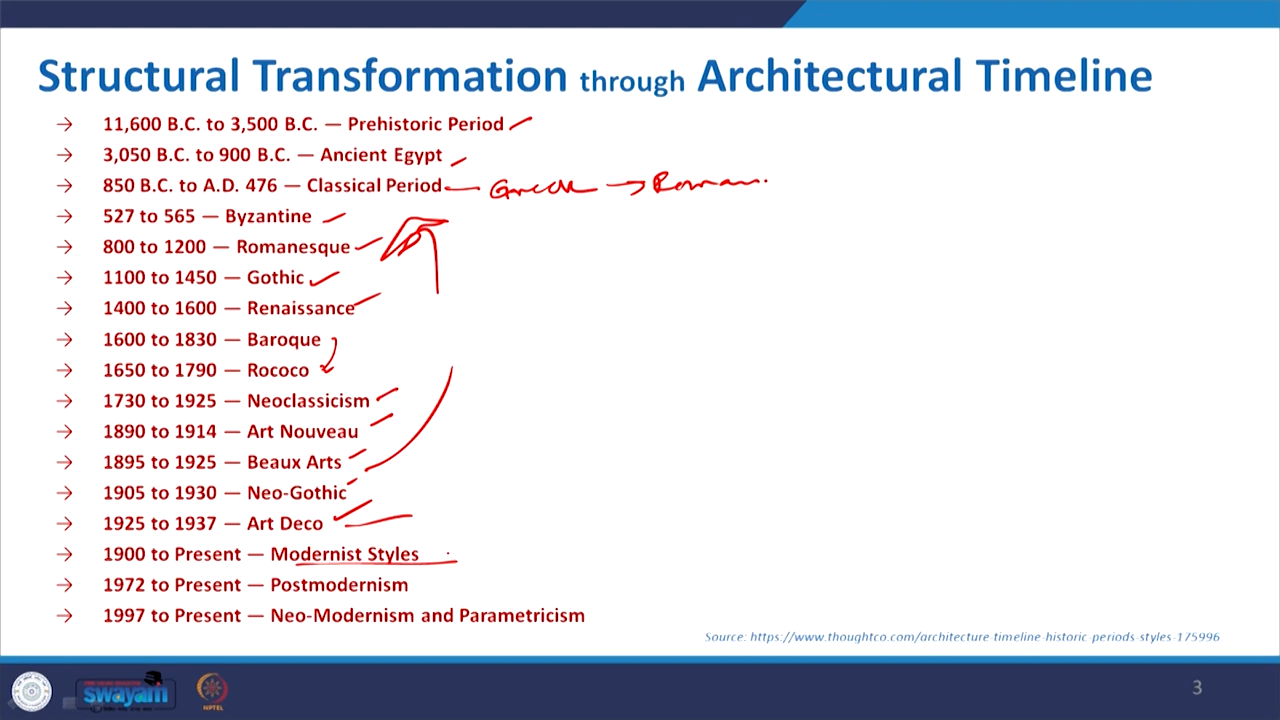 Structural Transformation through Architectural Timeline
→ 11,600 B.C. to 3,500 B.C. — Prehistoric Period
→ 3,050 B.C. to 900 B.C. — Ancient Egypt
→ 850 B.C. to A.D. 476 — Classical Period — Greek → Roman.
→ 527 to 565 — Byzantine
→ 800 to 1200 — Romanesque
→ 1100 to 1450 — Gothic
→ 1400 to 1600 — Renaissance
→ 1600 to 1830 — Baroque
→ 1650 to 1790 — Rococo
→ 1730 to 1925 — Neoclassicism
→ 1890 to 1914 — Art Nouveau
→ 1895 to 1925 — Beaux Arts
→ 1905 to 1930 — Neo-Gothic
→ 1925 to 1937 — Art Deco
→ 1900 to Present — Modernist Styles
→ 1972 to Present — Postmodernism
→ 1997 to Present — Neo-Modernism and Parametricism
Source: https://www.thoughtco.com/architecture-timeline-historic-periods-styles-175996
swayam
NPTEL
3